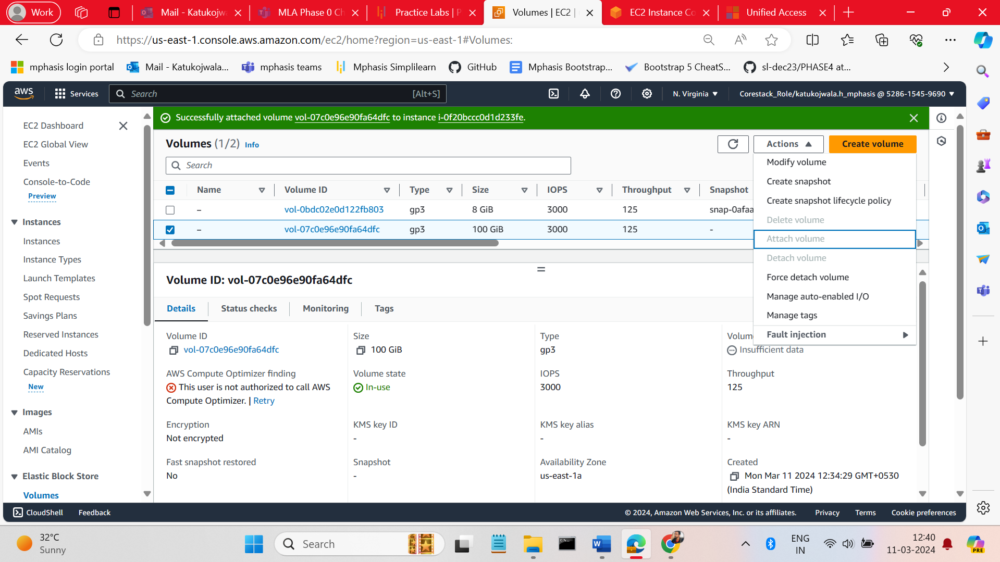 Work
Mail - Katukojwa
MLA Phase 0 Ch
Practice Labs | P
Volumes | EC2 |
EC2 Instance Co
Unified Access
https://us-east-1.console.aws.amazon.com/ec2/home?region=us-east-1#Volumes:
mphasis login portal
Mail - Katukojwala...
mphasis teams
Mphasis Simplilearn
GitHub
Mphasis Bootstrap...
Bootstrap 5 CheatS...
sl-dec23/PHASE4 at...
aws
Services
Search
[Alt+S]
N. Virginia
Corestack_Role/katukojwala.h_mphasis @ 5286-1545-9690
EC2 Dashboard
EC2 Global View
Events
Console-to-Code
Preview
Instances
Instances
Instance Types
Launch Templates
Spot Requests
Savings Plans
Reserved Instances
Dedicated Hosts
Capacity Reservations
New
Images
AMIs
AMI Catalog
Elastic Block Store
Volumes
Successfully attached volume vol-07c0e96e90fa64dfc to instance i-0f20bccc0d1d233fe.
Volumes (1/2) Info
Actions
Create volume
Search
Name
Volume ID
Type
Size
IOPS
Throughput
Snapshot
– vol-0bdc02e0d122fb803 gp3 8 GiB 3000 125 snap-0afaa
– vol-07c0e96e90fa64dfc gp3 100 GiB 3000 125 -
Modify volume
Create snapshot
Create snapshot lifecycle policy
Delete volume
Attach volume
Detach volume
Force detach volume
Manage auto-enabled I/O
Manage tags
Fault injection
Volume ID: vol-07c0e96e90fa64dfc
Details
Status checks
Monitoring
Tags
Volume ID
vol-07c0e96e90fa64dfc
Size
100 GiB
Type
gp3
Volum
Insufficient data
AWS Compute Optimizer finding
This user is not authorized to call AWS
Compute Optimizer. | Retry
Volume state
In-use
IOPS
3000
Throughput
125
Encryption
Not encrypted
KMS key ID
-
KMS key alias
-
KMS key ARN
-
Fast snapshot restored
No
Snapshot
-
Availability Zone
us-east-1a
Created
Mon Mar 11 2024 12:34:29 GMT+0530
(India Standard Time)
CloudShell
Feedback
© 2024, Amazon Web Services, Inc. or its affiliates.
Privacy
Terms
Cookie preferences
32°C
Sunny
Search
ENG
IN
12:40
11-03-2024
PRE